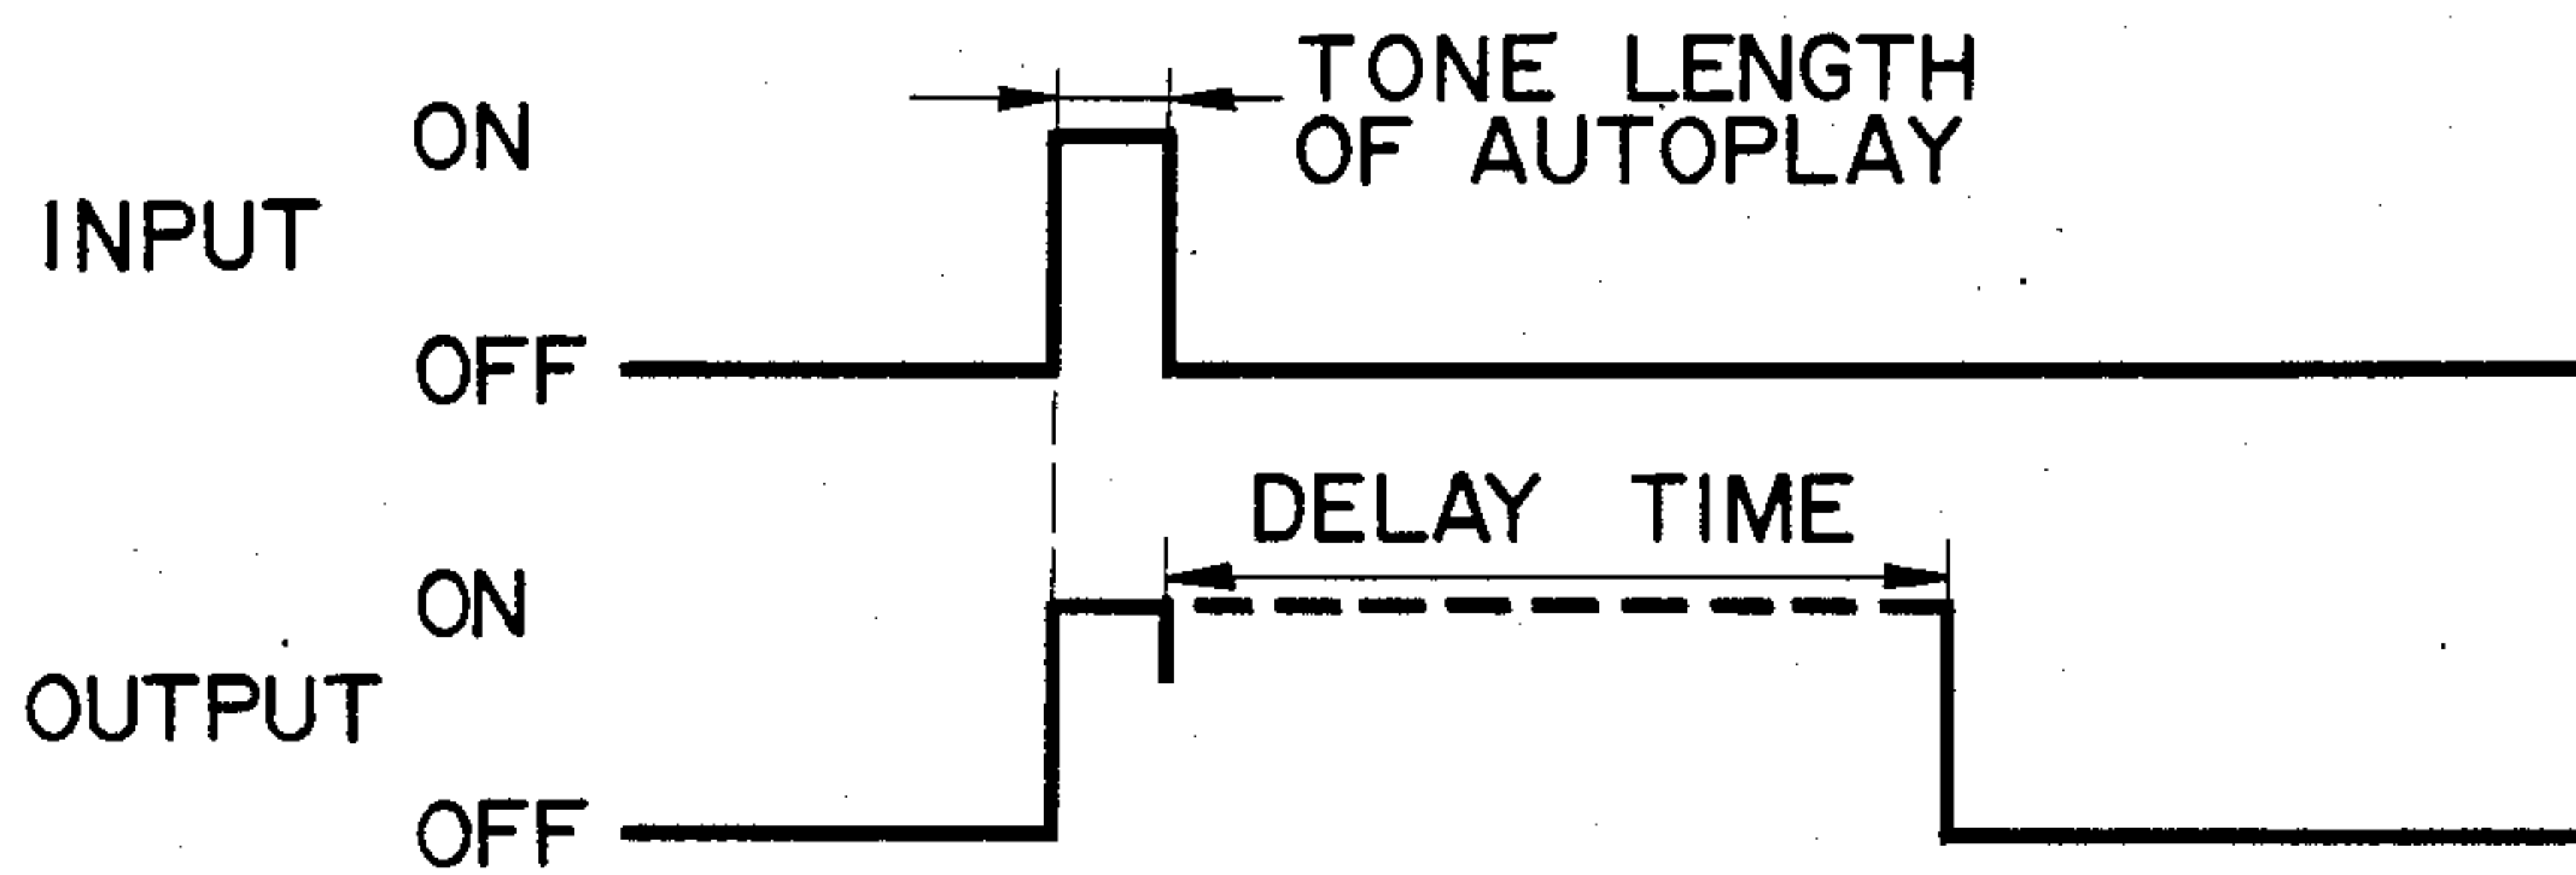 TONE LENGTH
OF AUTOPLAY
ON
INPUT
OFF
DELAY TIME
ON
OUTPUT
OFF